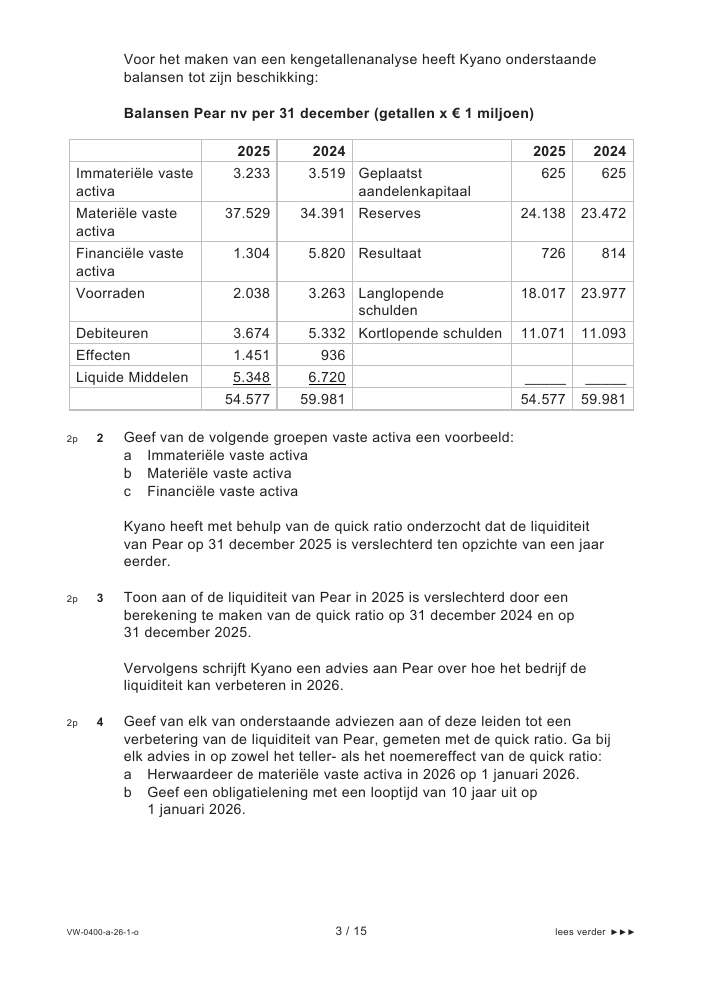 Voor het maken van een kengetallenanalyse heeft Kyano onderstaande
balansen tot zijn beschikking:
Balansen Pear nv per 31 december (getallen x € 1 miljoen)
2025 2024 2025 2024
Immateriële vaste activa 3.233 3.519 Geplaatst aandelenkapitaal 625 625
Materiële vaste activa 37.529 34.391 Reserves 24.138 23.472
Financiële vaste activa 1.304 5.820 Resultaat 726 814
Voorraden 2.038 3.263 Langlopende schulden 18.017 23.977
Debiteuren 3.674 5.332 Kortlopende schulden 11.071 11.093
Effecten 1.451 936
Liquide Middelen 5.348 6.720
54.577 59.981 54.577 59.981
2p 2 Geef van de volgende groepen vaste activa een voorbeeld:
a Immateriële vaste activa
b Materiële vaste activa
c Financiële vaste activa
Kyano heeft met behulp van de quick ratio onderzocht dat de liquiditeit
van Pear op 31 december 2025 is verslechterd ten opzichte van een jaar
eerder.
2p 3 Toon aan of de liquiditeit van Pear in 2025 is verslechterd door een
berekening te maken van de quick ratio op 31 december 2024 en op
31 december 2025.
Vervolgens schrijft Kyano een advies aan Pear over hoe het bedrijf de
liquiditeit kan verbeteren in 2026.
2p 4 Geef van elk van onderstaande adviezen aan of deze leiden tot een
verbetering van de liquiditeit van Pear, gemeten met de quick ratio. Ga bij
elk advies in op zowel het teller- als het noemereffect van de quick ratio:
a Herwaardeer de materiële vaste activa in 2026 op 1 januari 2026.
b Geef een obligatielening met een looptijd van 10 jaar uit op
1 januari 2026.
VW-0400-a-26-1-o 3 / 15 lees verder ►►►